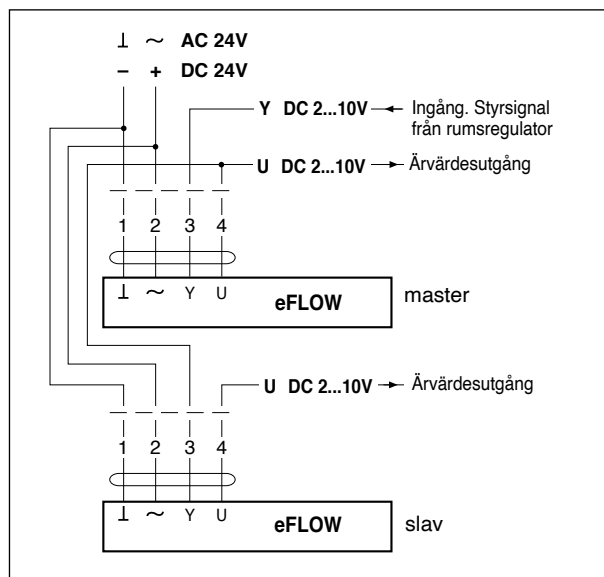 ⊥ ~ AC 24V
− + DC 24V
Y DC 2...10V Ingång. Styrsignal
från rumsregulator
U DC 2...10V Ärvärdesutgång
1 2 3 4
⊥ ~ Y U eFLOW master
U DC 2...10V Ärvärdesutgång
1 2 3 4
⊥ ~ Y U eFLOW slav